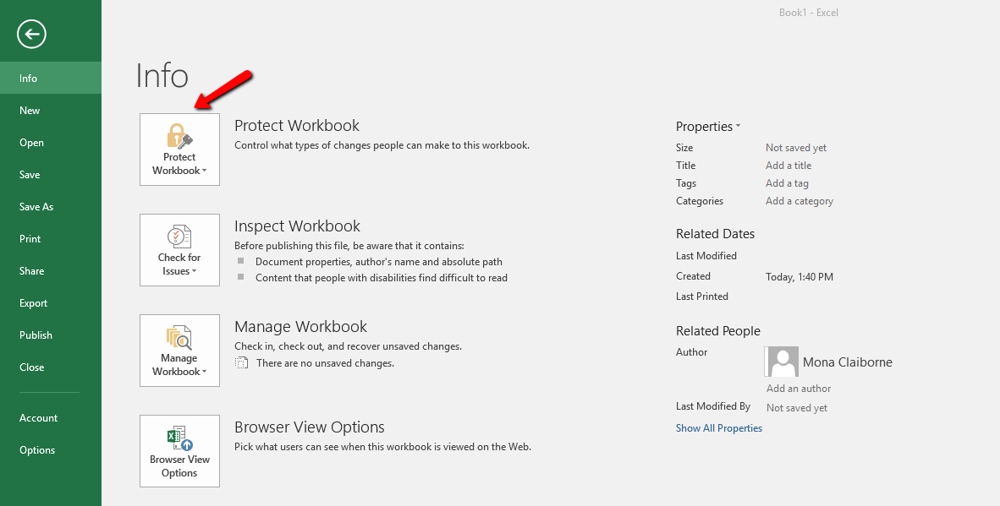 Book1 - Excel
Info
New
Open
Save
Save As
Print
Share
Export
Publish
Close
Account
Options
Info
Protect
Workbook
Protect Workbook
Control what types of changes people can make to this workbook.
Check for
Issues
Inspect Workbook
Before publishing this file, be aware that it contains:
Document properties, author's name and absolute path
Content that people with disabilities find difficult to read
Manage
Workbook
Manage Workbook
Check in, check out, and recover unsaved changes.
There are no unsaved changes.
Browser View
Options
Browser View Options
Pick what users can see when this workbook is viewed on the Web.
Properties
Size Not saved yet
Title Add a title
Tags Add a tag
Categories Add a category
Related Dates
Last Modified
Created Today, 1:40 PM
Last Printed
Related People
Author Mona Claiborne
Add an author
Last Modified By Not saved yet
Show All Properties